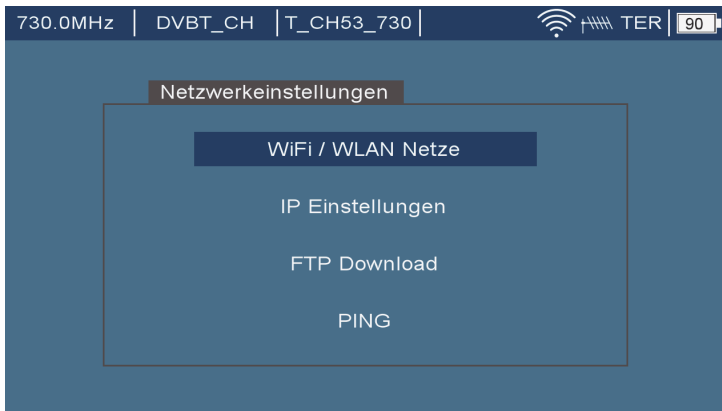 730.0MHz | DVBT_CH | T_CH53_730 | TER | 90
Netzwerkeinstellungen
WiFi / WLAN Netze
IP Einstellungen
FTP Download
PING